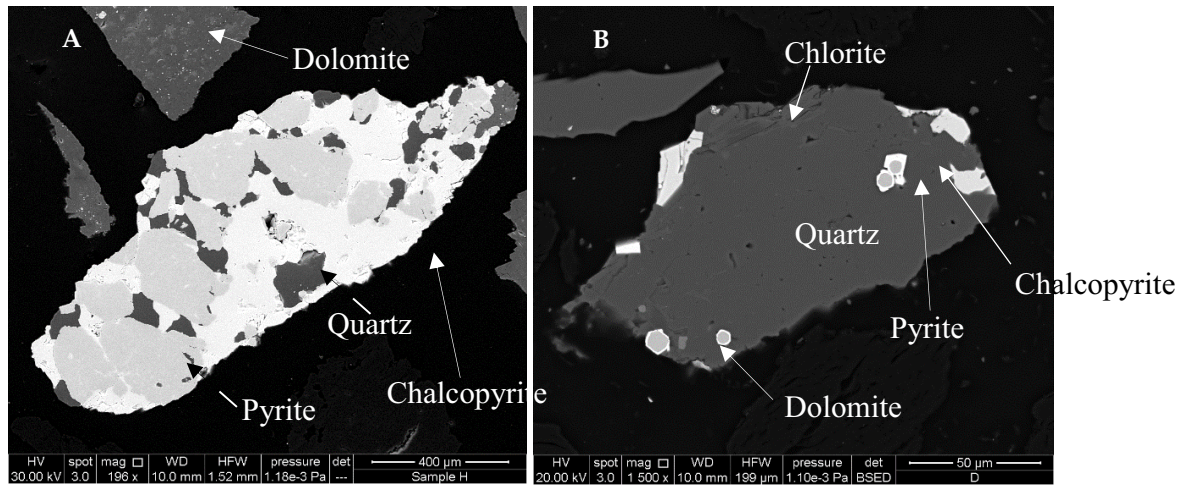 A
Dolomite
Quartz
Pyrite
Chalcopyrite
HV spot mag □ WD HFW pressure det
30.00 kV 3.0 196 x 10.0 mm 1.52 mm 1.18e-3 Pa ---
400 µm
Sample H
B
Chlorite
Quartz
Chalcopyrite
Pyrite
Dolomite
HV spot mag □ WD HFW pressure det
20.00 kV 3.0 1 500 x 10.0 mm 199 µm 1.10e-3 Pa BSED
50 µm
D